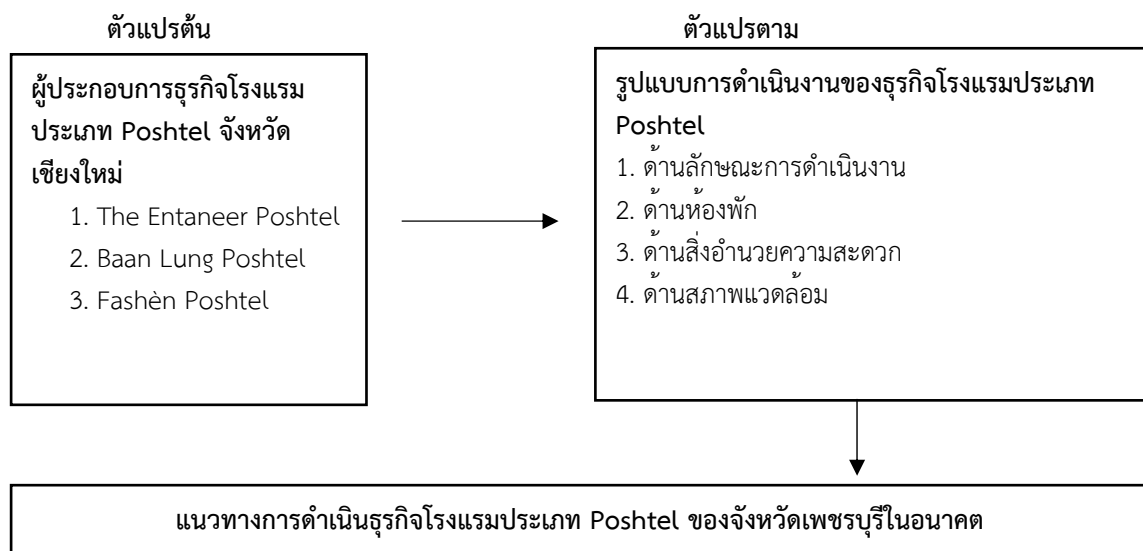 ตัวแปรต้น
ผู้ประกอบการธุรกิจโรงแรม
ประเภท Poshtel จังหวัด
เชียงใหม่
1. The Entaneer Poshtel
2. Baan Lung Poshtel
3. Fashèn Poshtel
ตัวแปรตาม
รูปแบบการดำเนินงานของธุรกิจโรงแรมประเภท
Poshtel
1. ด้านลักษณะการดำเนินงาน
2. ด้านห้องพัก
3. ด้านสิ่งอำนวยความสะดวก
4. ด้านสภาพแวดล้อม
แนวทางการดำเนินธุรกิจโรงแรมประเภท Poshtel ของจังหวัดเพชรบุรีในอนาคต